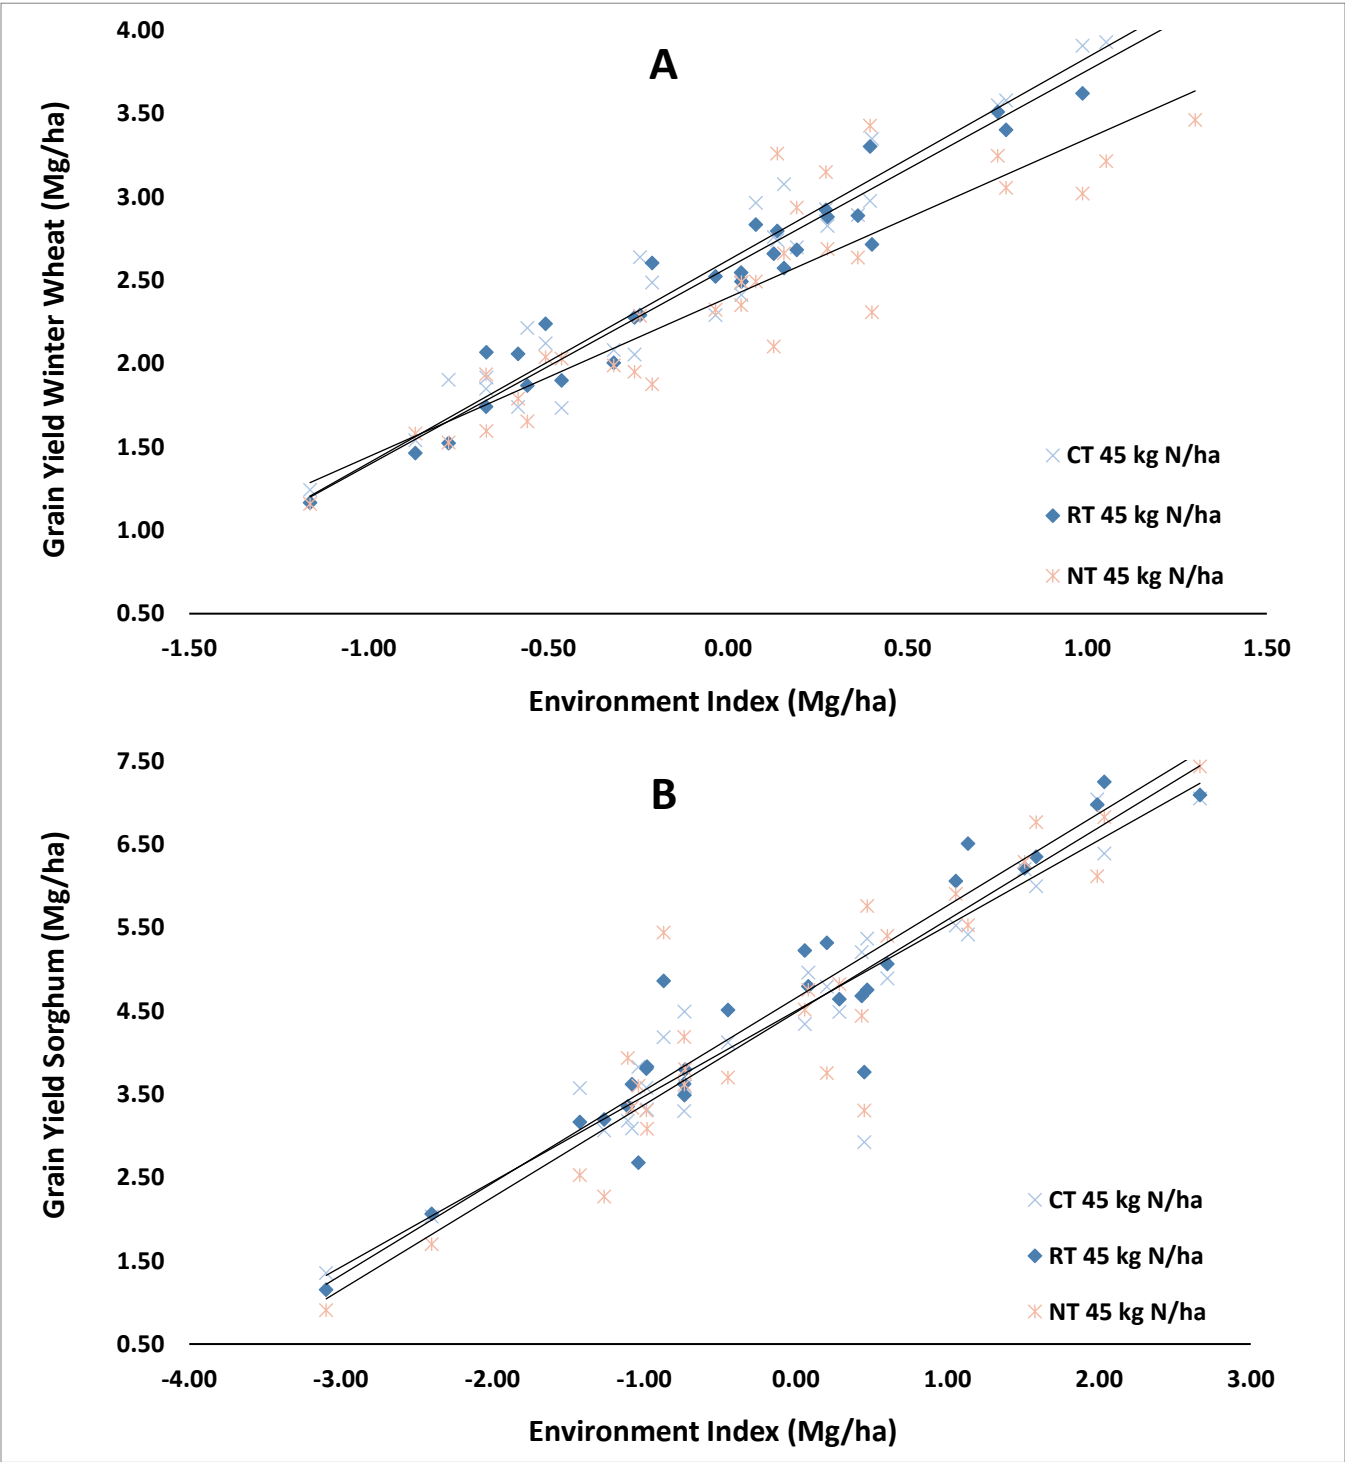 A
4.00
3.50
3.00
2.50
2.00
1.50
1.00
0.50
Grain Yield Winter Wheat (Mg/ha)
CT 45 kg N/ha
RT 45 kg N/ha
NT 45 kg N/ha
-1.50 -1.00 -0.50 0.00 0.50 1.00 1.50
Environment Index (Mg/ha)
B
7.50
6.50
5.50
4.50
3.50
2.50
1.50
0.50
Grain Yield Sorghum (Mg/ha)
CT 45 kg N/ha
RT 45 kg N/ha
NT 45 kg N/ha
-4.00 -3.00 -2.00 -1.00 0.00 1.00 2.00 3.00
Environment Index (Mg/ha)